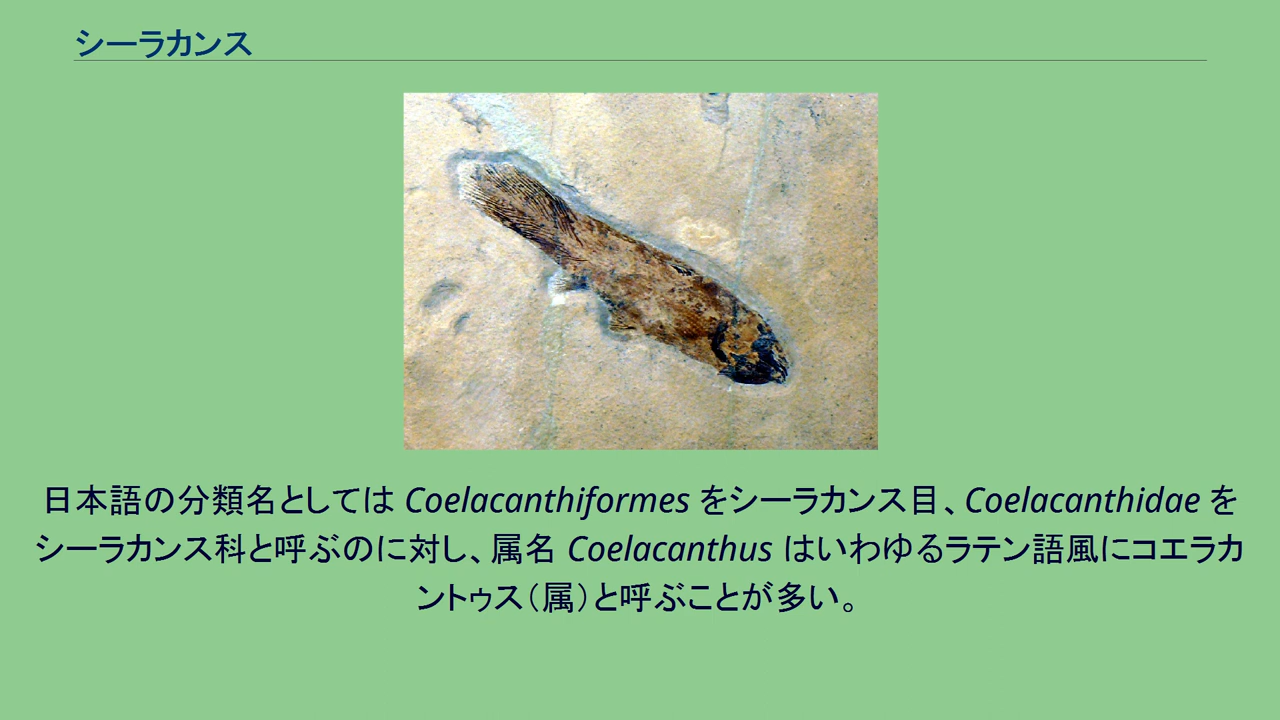 シーラカンス
日本語の分類名としては Coelacanthiformes をシーラカンス目、Coelacanthidae を
シーラカンス科と呼ぶのに対し、属名 Coelacanthus はいわゆるラテン語風にコエラカ
ントゥス（属）と呼ぶことが多い。